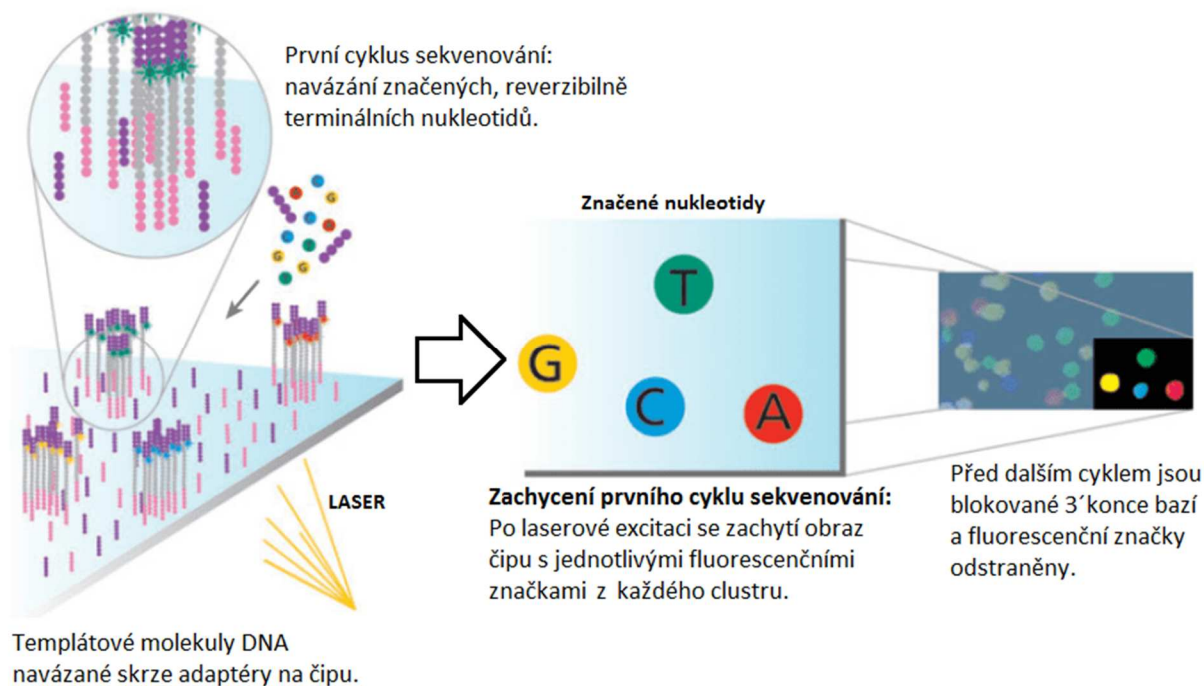 První cyklus sekvenování:
navázání značených, reverzibilně
terminálních nukleotidů.
G
C
G
G
Značené nukleotidy
T
G
C
A
LASER
Zachycení prvního cyklu sekvenování:
Po laserové excitaci se zachytí obraz
čipu s jednotlivými fluorescenčními
značkami z každého clustru.
Před dalším cyklem jsou
blokované 3´konce bazí
a fluorescenční značky
odstraněny.
Templátové molekuly DNA
navázané skrze adaptéry na čipu.